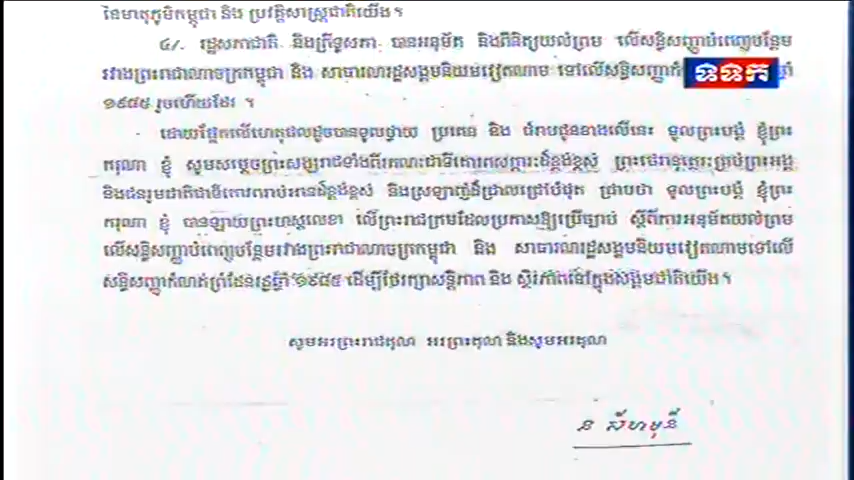 នៃមាតុភូមិកម្ពុជា និង ប្រវត្តិសាស្ត្រជាតិយើង។
៤/. រដ្ឋសភាជាតិ និងព្រឹទ្ធសភា បានអនុម័ត និងពិនិត្យយល់ព្រម លើសន្ធិសញ្ញាបំពេញបន្ថែម
រវាងព្រះរាជាណាចក្រកម្ពុជា និង សាធារណរដ្ឋសង្គមនិយមវៀតណាម ទៅលើសន្ធិសញ្ញា
ទទក
១៩៨៥ រួចហើយដែរ ។
ដោយផ្អែកលើហេតុផលដូចបានទូលថ្វាយ ប្រគេន និង ជំរាបជូនខាងលើនេះ ទូលព្រះបង្គំ ខ្ញុំព្រះ
ករុណា ខ្ញុំ សូមសម្តេចព្រះសង្ឃរាជទាំងពីរគណៈជាទីគោរពសក្ការៈដ៏ខ្ពង់ខ្ពស់ ព្រះថេរានុត្ថេរៈគ្រប់ព្រះអង្គ
និងជនរួមជាតិជាទីគោរពរាប់អានដ៏ខ្ពង់ខ្ពស់ និងស្រឡាញ់ដ៏ជ្រាលជ្រៅបំផុត ជ្រាបថា ទូលព្រះបង្គំ ខ្ញុំព្រះ
ករុណា ខ្ញុំ បានឡាយព្រះហស្តលេខា លើព្រះរាជក្រមដែលប្រកាសឱ្យប្រើច្បាប់ ស្តីពីការអនុម័តយល់ព្រម
លើសន្ធិសញ្ញាបំពេញបន្ថែមរវាងព្រះរាជាណាចក្រកម្ពុជា និង សាធារណរដ្ឋសង្គមនិយមវៀតណាមទៅលើ
សន្ធិសញ្ញាកំណត់ព្រំដែនរដ្ឋឆ្នាំ ១៩៨៥ ដើម្បីថែរក្សាសន្តិភាព និង ស្ថិរភាពនៅក្នុងសង្គមជាតិយើង។
សូមអរព្រះរាជគុណ អរព្រះគុណ និងសូមអរគុណ
ន សីហមុនី